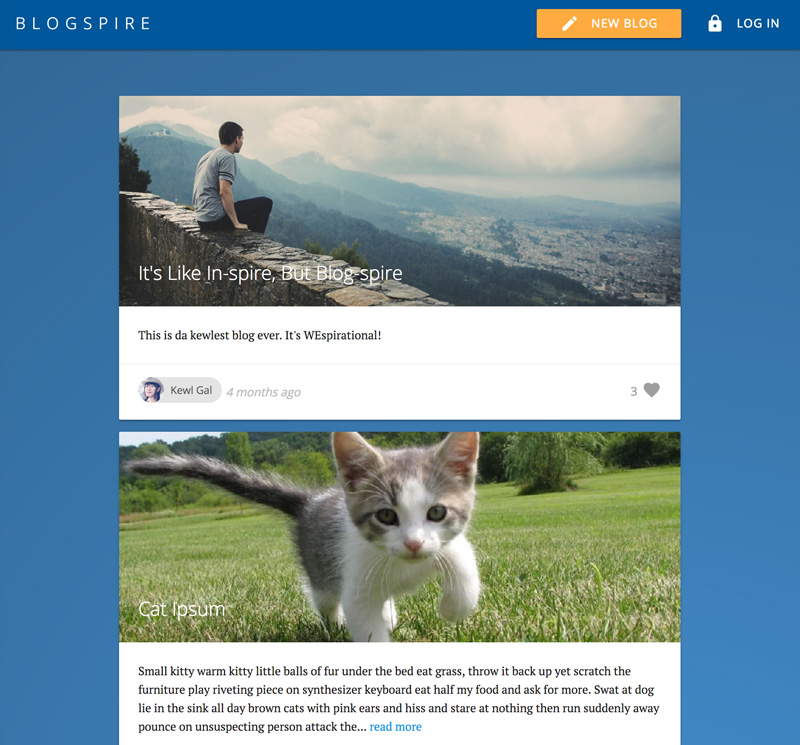 BLOGSPIRE
NEW BLOG
LOG IN
It's Like In-spire, But Blog-spire
This is da kewlest blog ever. It's WEspirational!
Kewl Gal
4 months ago
3
Cat Ipsum
Small kitty warm kitty little balls of fur under the bed eat grass, throw it back up yet scratch the
furniture play riveting piece on synthesizer keyboard eat half my food and ask for more. Swat at dog
lie in the sink all day brown cats with pink ears and hiss and stare at nothing then run suddenly away
pounce on unsuspecting person attack the... read more